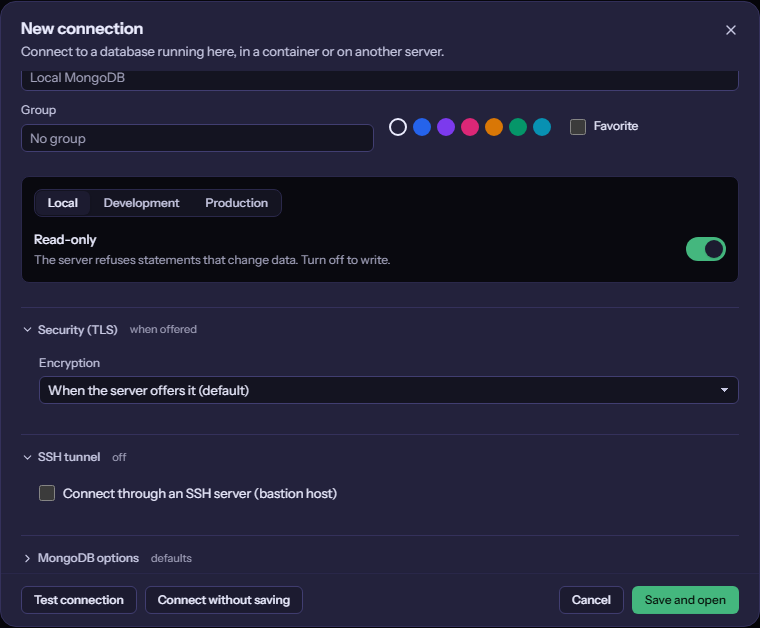 New connection
Connect to a database running here, in a container or on another server.
Local MongoDB
Group
No group
Favorite
Local Development Production
Read-only
The server refuses statements that change data. Turn off to write.
Security (TLS) when offered
Encryption
When the server offers it (default)
SSH tunnel off
Connect through an SSH server (bastion host)
MongoDB options defaults
Test connection Connect without saving Cancel Save and open